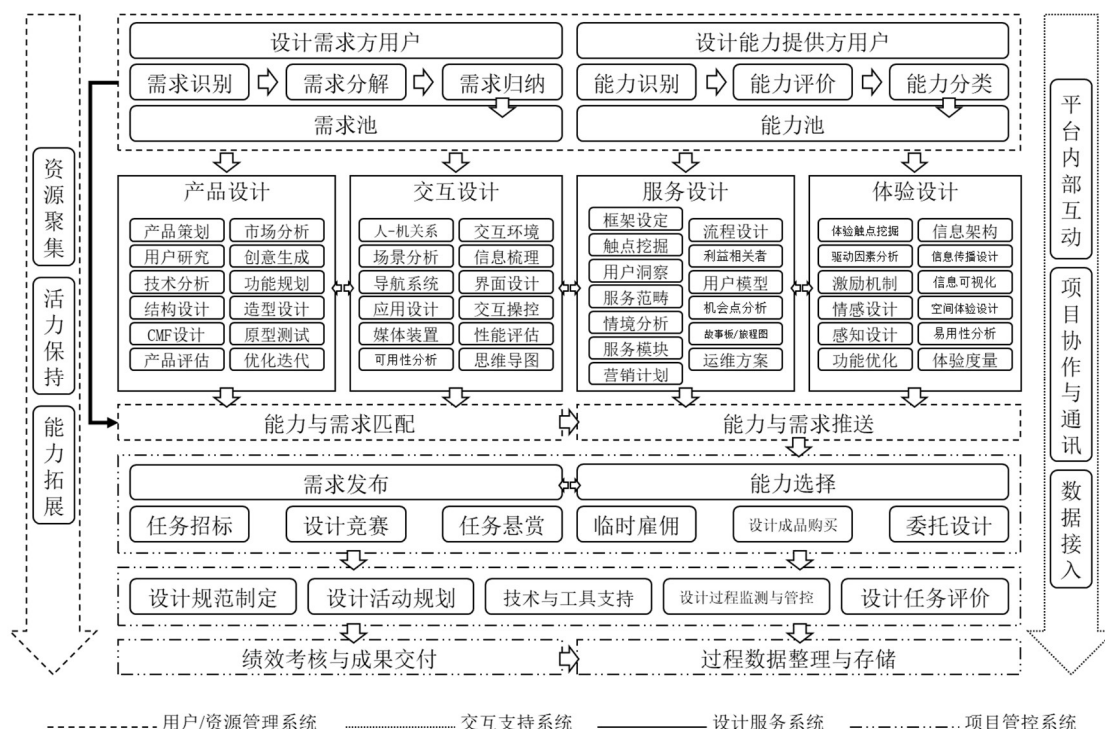 设计需求方用户
设计能力提供方用户
需求识别
需求分解
需求归纳
能力识别
能力评价
能力分类
需求池
能力池
资源聚集
活力保持
能力拓展
产品设计
产品策划
市场分析
用户研究
创意生成
技术分析
功能规划
结构设计
造型设计
CMF设计
原型测试
产品评估
优化迭代
交互设计
人-机关系
交互环境
场景分析
信息梳理
导航系统
界面设计
应用设计
交互操控
媒体装置
性能评估
可用性分析
思维导图
服务设计
框架设定
触点挖掘
用户洞察
服务范畴
情境分析
服务模块
营销计划
流程设计
利益相关者
用户模型
机会点分析
故事板/旅程图
运维方案
体验设计
体验触点挖掘
信息架构
驱动因素分析
信息传播设计
激励机制
信息可视化
情感设计
空间体验设计
感知设计
易用性分析
功能优化
体验度量
平台内部互动
项目协作与通讯
数据接入
能力与需求匹配
能力与需求推送
需求发布
能力选择
任务招标
设计竞赛
任务悬赏
临时雇佣
设计成品购买
委托设计
设计规范制定
设计活动规划
技术与工具支持
设计过程监测与管控
设计任务评价
绩效考核与成果交付
过程数据整理与存储
用户/资源管理系统
交互支持系统
设计服务系统
项目管控系统